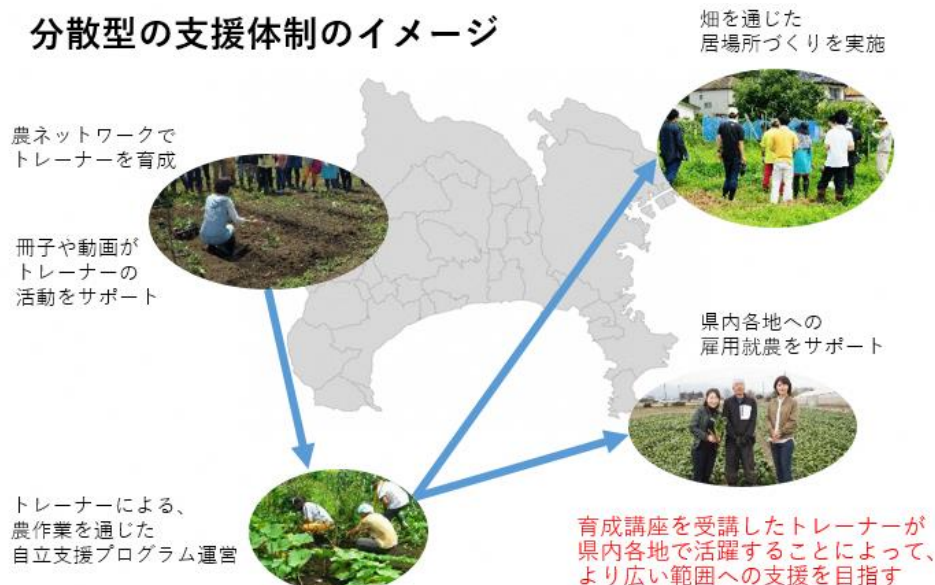 分散型の支援体制のイメージ
畑を通じた
居場所づくりを実施
農ネットワークで
トレーナーを育成
冊子や動画が
トレーナーの
活動をサポート
県内各地への
雇用就農をサポート
トレーナーによる、
農作業を通じた
自立支援プログラム運営
育成講座を受講したトレーナーが
県内各地で活躍することによって、
より広い範囲への支援を目指す